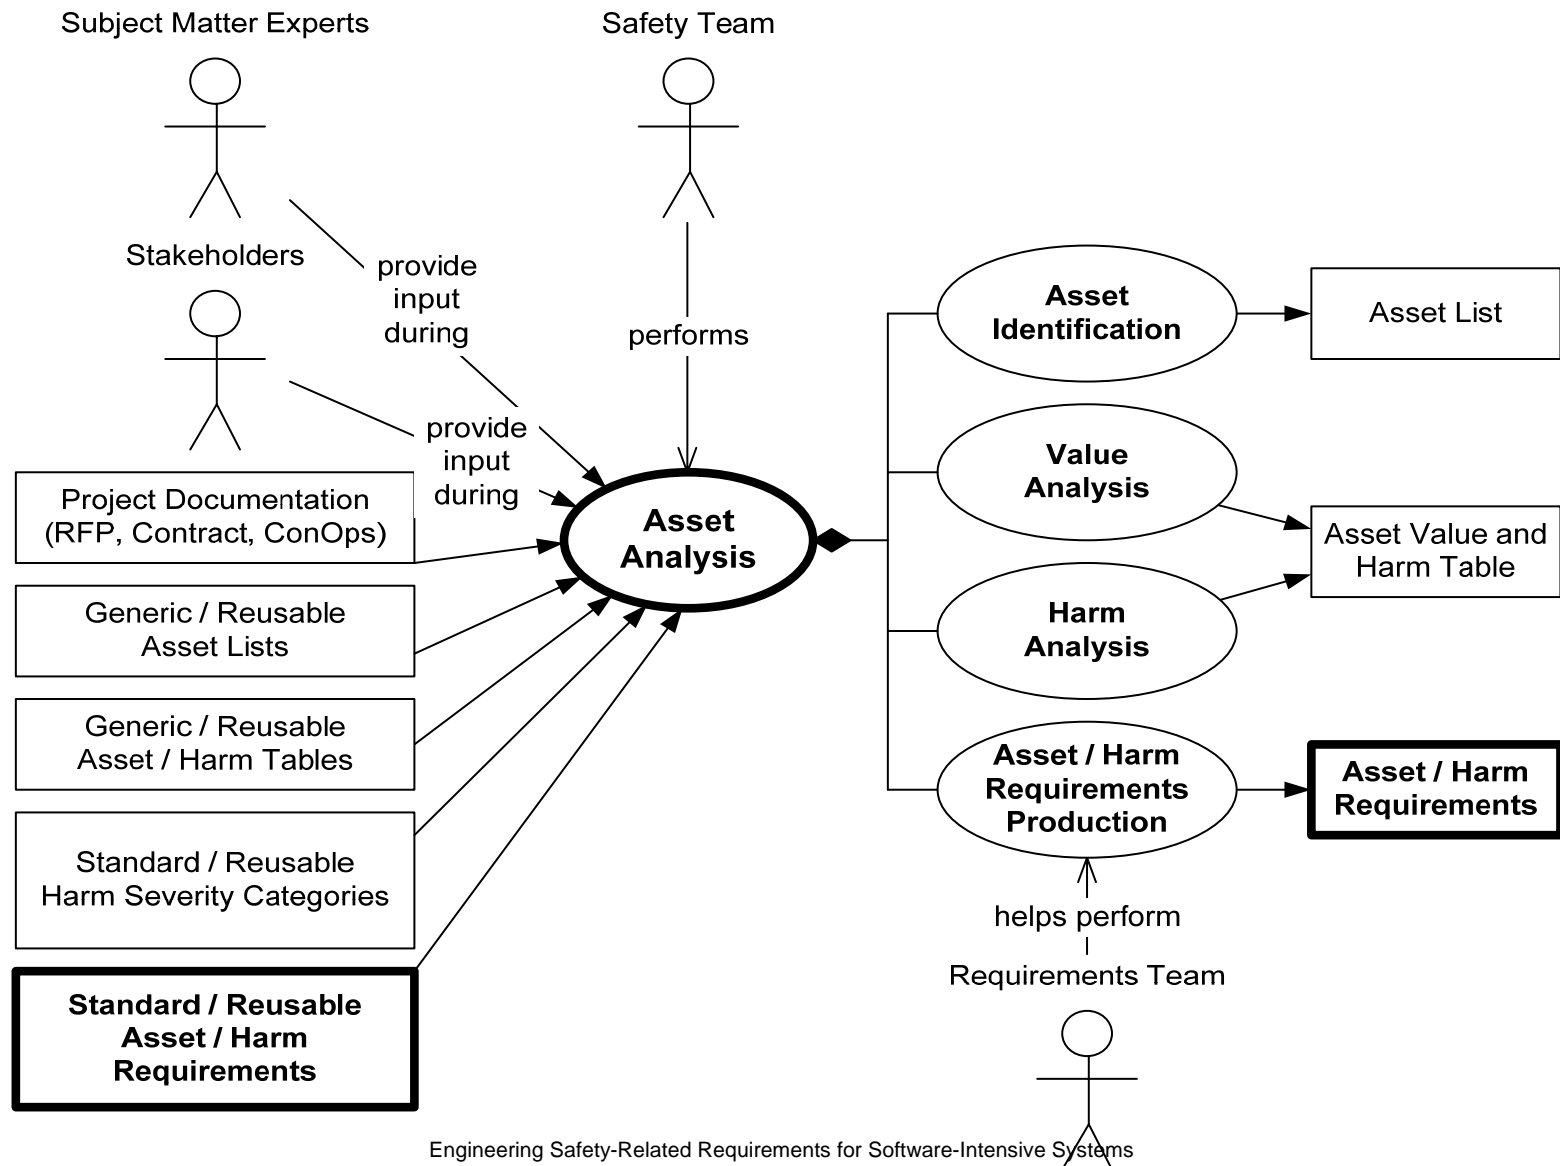 Subject Matter Experts
Safety Team
Stakeholders
provide
input
during
performs
provide
input
during
Project Documentation
(RFP, Contract, ConOps)
Generic / Reusable
Asset Lists
Generic / Reusable
Asset / Harm Tables
Standard / Reusable
Harm Severity Categories
Standard / Reusable
Asset / Harm
Requirements
Asset
Analysis
Asset
Identification
Asset List
Value
Analysis
Asset Value and
Harm Table
Harm
Analysis
Asset / Harm
Requirements
Production
Asset / Harm
Requirements
helps perform
Requirements Team
Engineering Safety-Related Requirements for Software-Intensive Systems